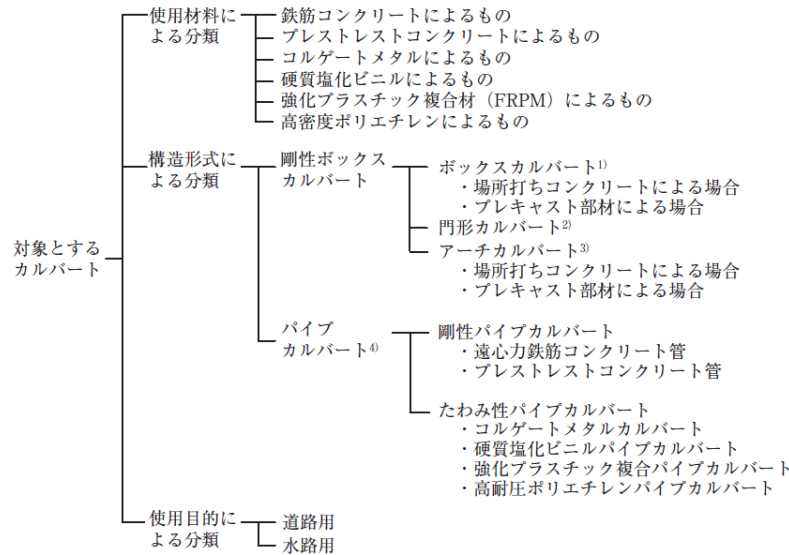 使用材料に
よる分類
鉄筋コンクリートによるもの
プレストレストコンクリートによるもの
コルゲートメタルによるもの
硬質塩化ビニルによるもの
強化プラスチック複合材（FRPM）によるもの
高密度ポリエチレンによるもの
構造形式に
よる分類
剛性ボックス
カルバート
ボックスカルバート1)
・場所打ちコンクリートによる場合
・プレキャスト部材による場合
門形カルバート2)
アーチカルバート3)
・場所打ちコンクリートによる場合
・プレキャスト部材による場合
対象とする
カルバート
パイプ
カルバート4)
剛性パイプカルバート
・遠心力鉄筋コンクリート管
・プレストレストコンクリート管
たわみ性パイプカルバート
・コルゲートメタルカルバート
・硬質塩化ビニルパイプカルバート
・強化プラスチック複合パイプカルバート
・高耐圧ポリエチレンパイプカルバート
使用目的に
よる分類
道路用
水路用